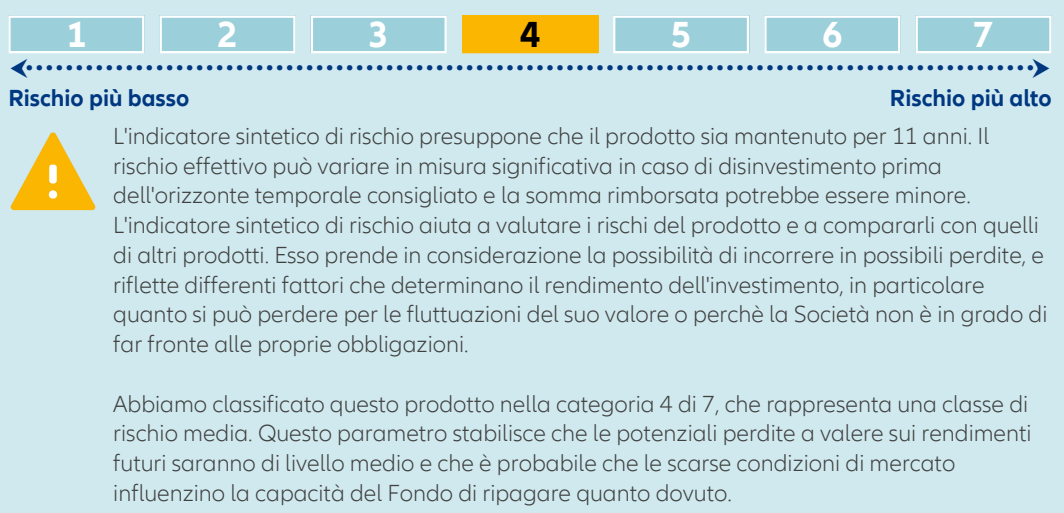 1 2 3 4 5 6 7
Rischio più basso Rischio più alto
L'indicatore sintetico di rischio presuppone che il prodotto sia mantenuto per 11 anni. Il
rischio effettivo può variare in misura significativa in caso di disinvestimento prima
dell'orizzonte temporale consigliato e la somma rimborsata potrebbe essere minore.
L'indicatore sintetico di rischio aiuta a valutare i rischi del prodotto e a compararli con quelli
di altri prodotti. Esso prende in considerazione la possibilità di incorrere in possibili perdite, e
riflette differenti fattori che determinano il rendimento dell'investimento, in particolare
quanto si può perdere per le fluttuazioni del suo valore o perchè la Società non è in grado di
far fronte alle proprie obbligazioni.
Abbiamo classificato questo prodotto nella categoria 4 di 7, che rappresenta una classe di
rischio media. Questo parametro stabilisce che le potenziali perdite a valere sui rendimenti
futuri saranno di livello medio e che è probabile che le scarse condizioni di mercato
influenzino la capacità del Fondo di ripagare quanto dovuto.